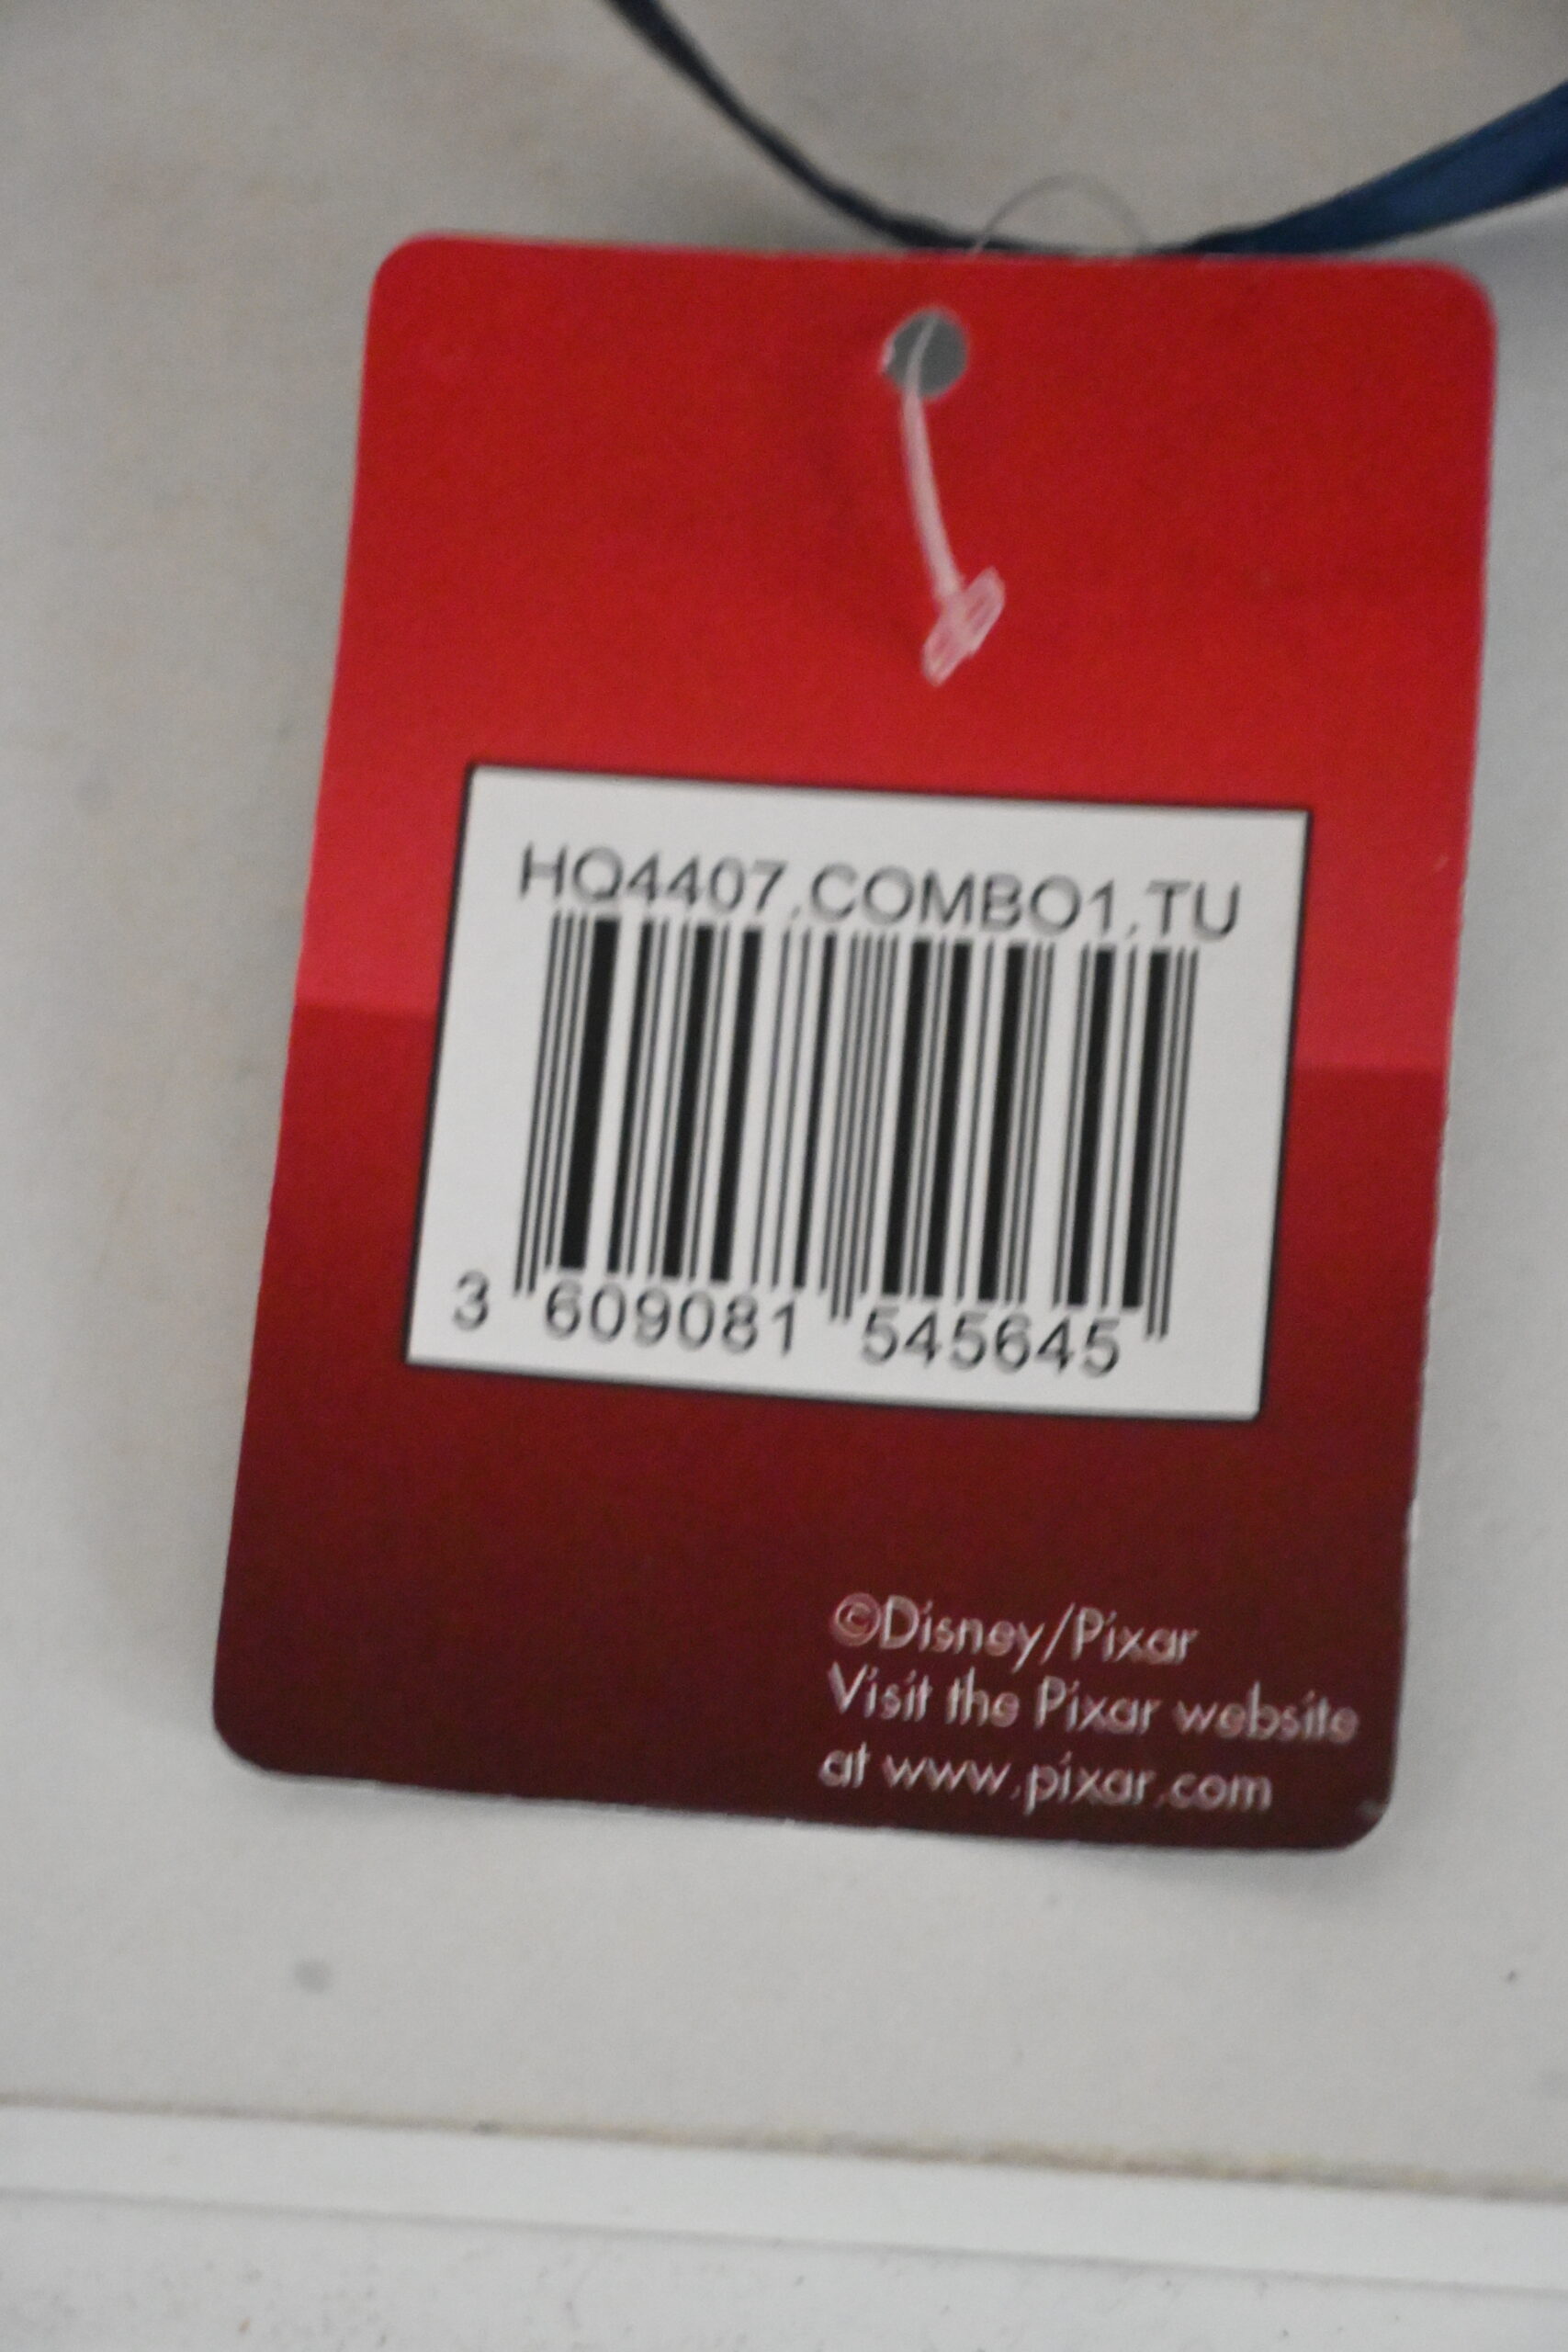 HQ4407.COMBO1.TU
3 609081 545645
©Disney/Pixar
Visit the Pixar website
at www.pixar.com